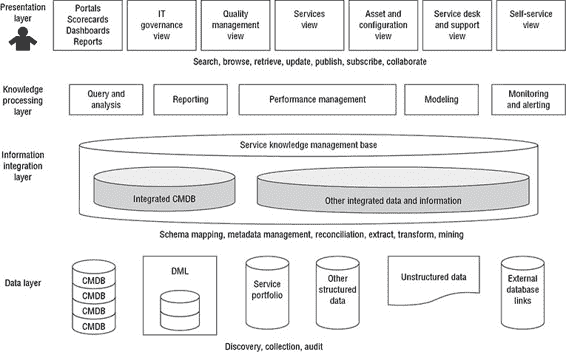 Presentation
layer
Portals
Scorecards
Dashboards
Reports
IT
governance
view
Quality
management
view
Services
view
Asset and
configuration
view
Service desk
and support
view
Self-service
view
Search, browse, retrieve, update, publish, subscribe, collaborate
Knowledge
processing
layer
Query and
analysis
Reporting
Performance management
Modeling
Monitoring
and alerting
Information
integration
layer
Service knowledge management base
Integrated CMDB
Other integrated data and information
Schema mapping, metadata management, reconciliation, extract, transform, mining
Data layer
CMDB
CMDB
CMDB
CMDB
DML
Service
portfolio
Other
structured
data
Unstructured data
External
database
links
Discovery, collection, audit